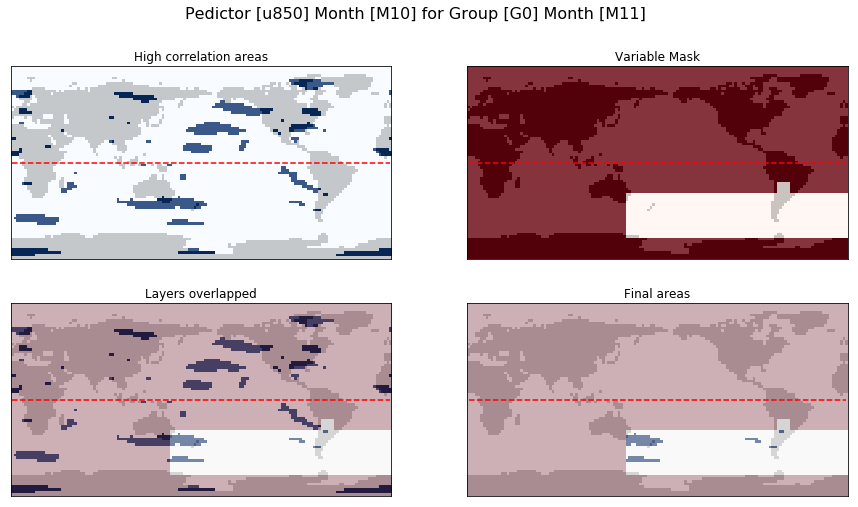 Pedictor [u850] Month [M10] for Group [G0] Month [M11]
High correlation areas
Variable Mask
Layers overlapped
Final areas